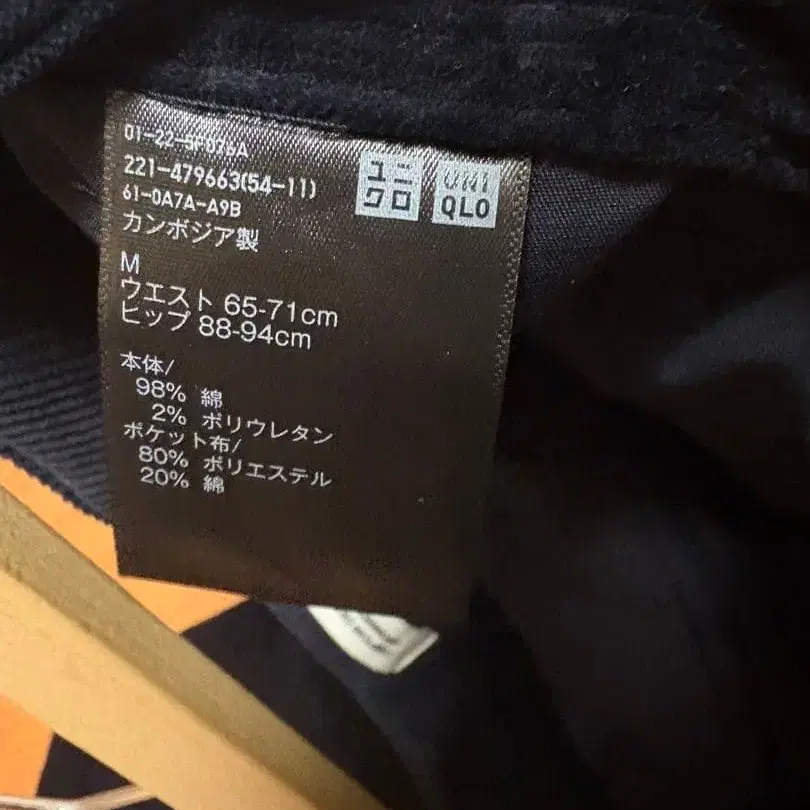 01-22-SF076A
221-479663(54-11)
61-0A7A-A9B
カンボジア製
ユニ
クロ
UNI
QLO
M
ウエスト 65-71cm
ヒップ 88-94cm
本体/
98% 綿
2% ポリウレタン
ポケット布/
80% ポリエステル
20% 綿